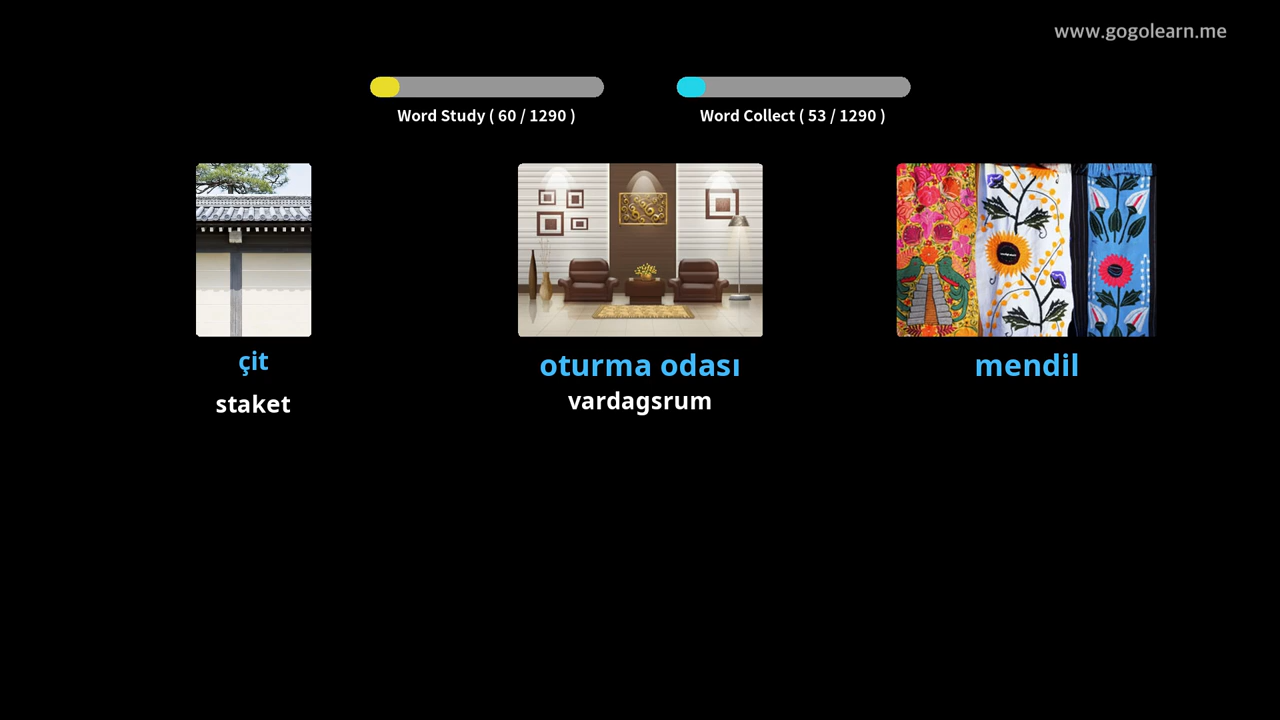 www.gogolearn.me
Word Study ( 60 / 1290 )
Word Collect ( 53 / 1290 )
çit
staket
oturma odası
vardagsrum
mendil